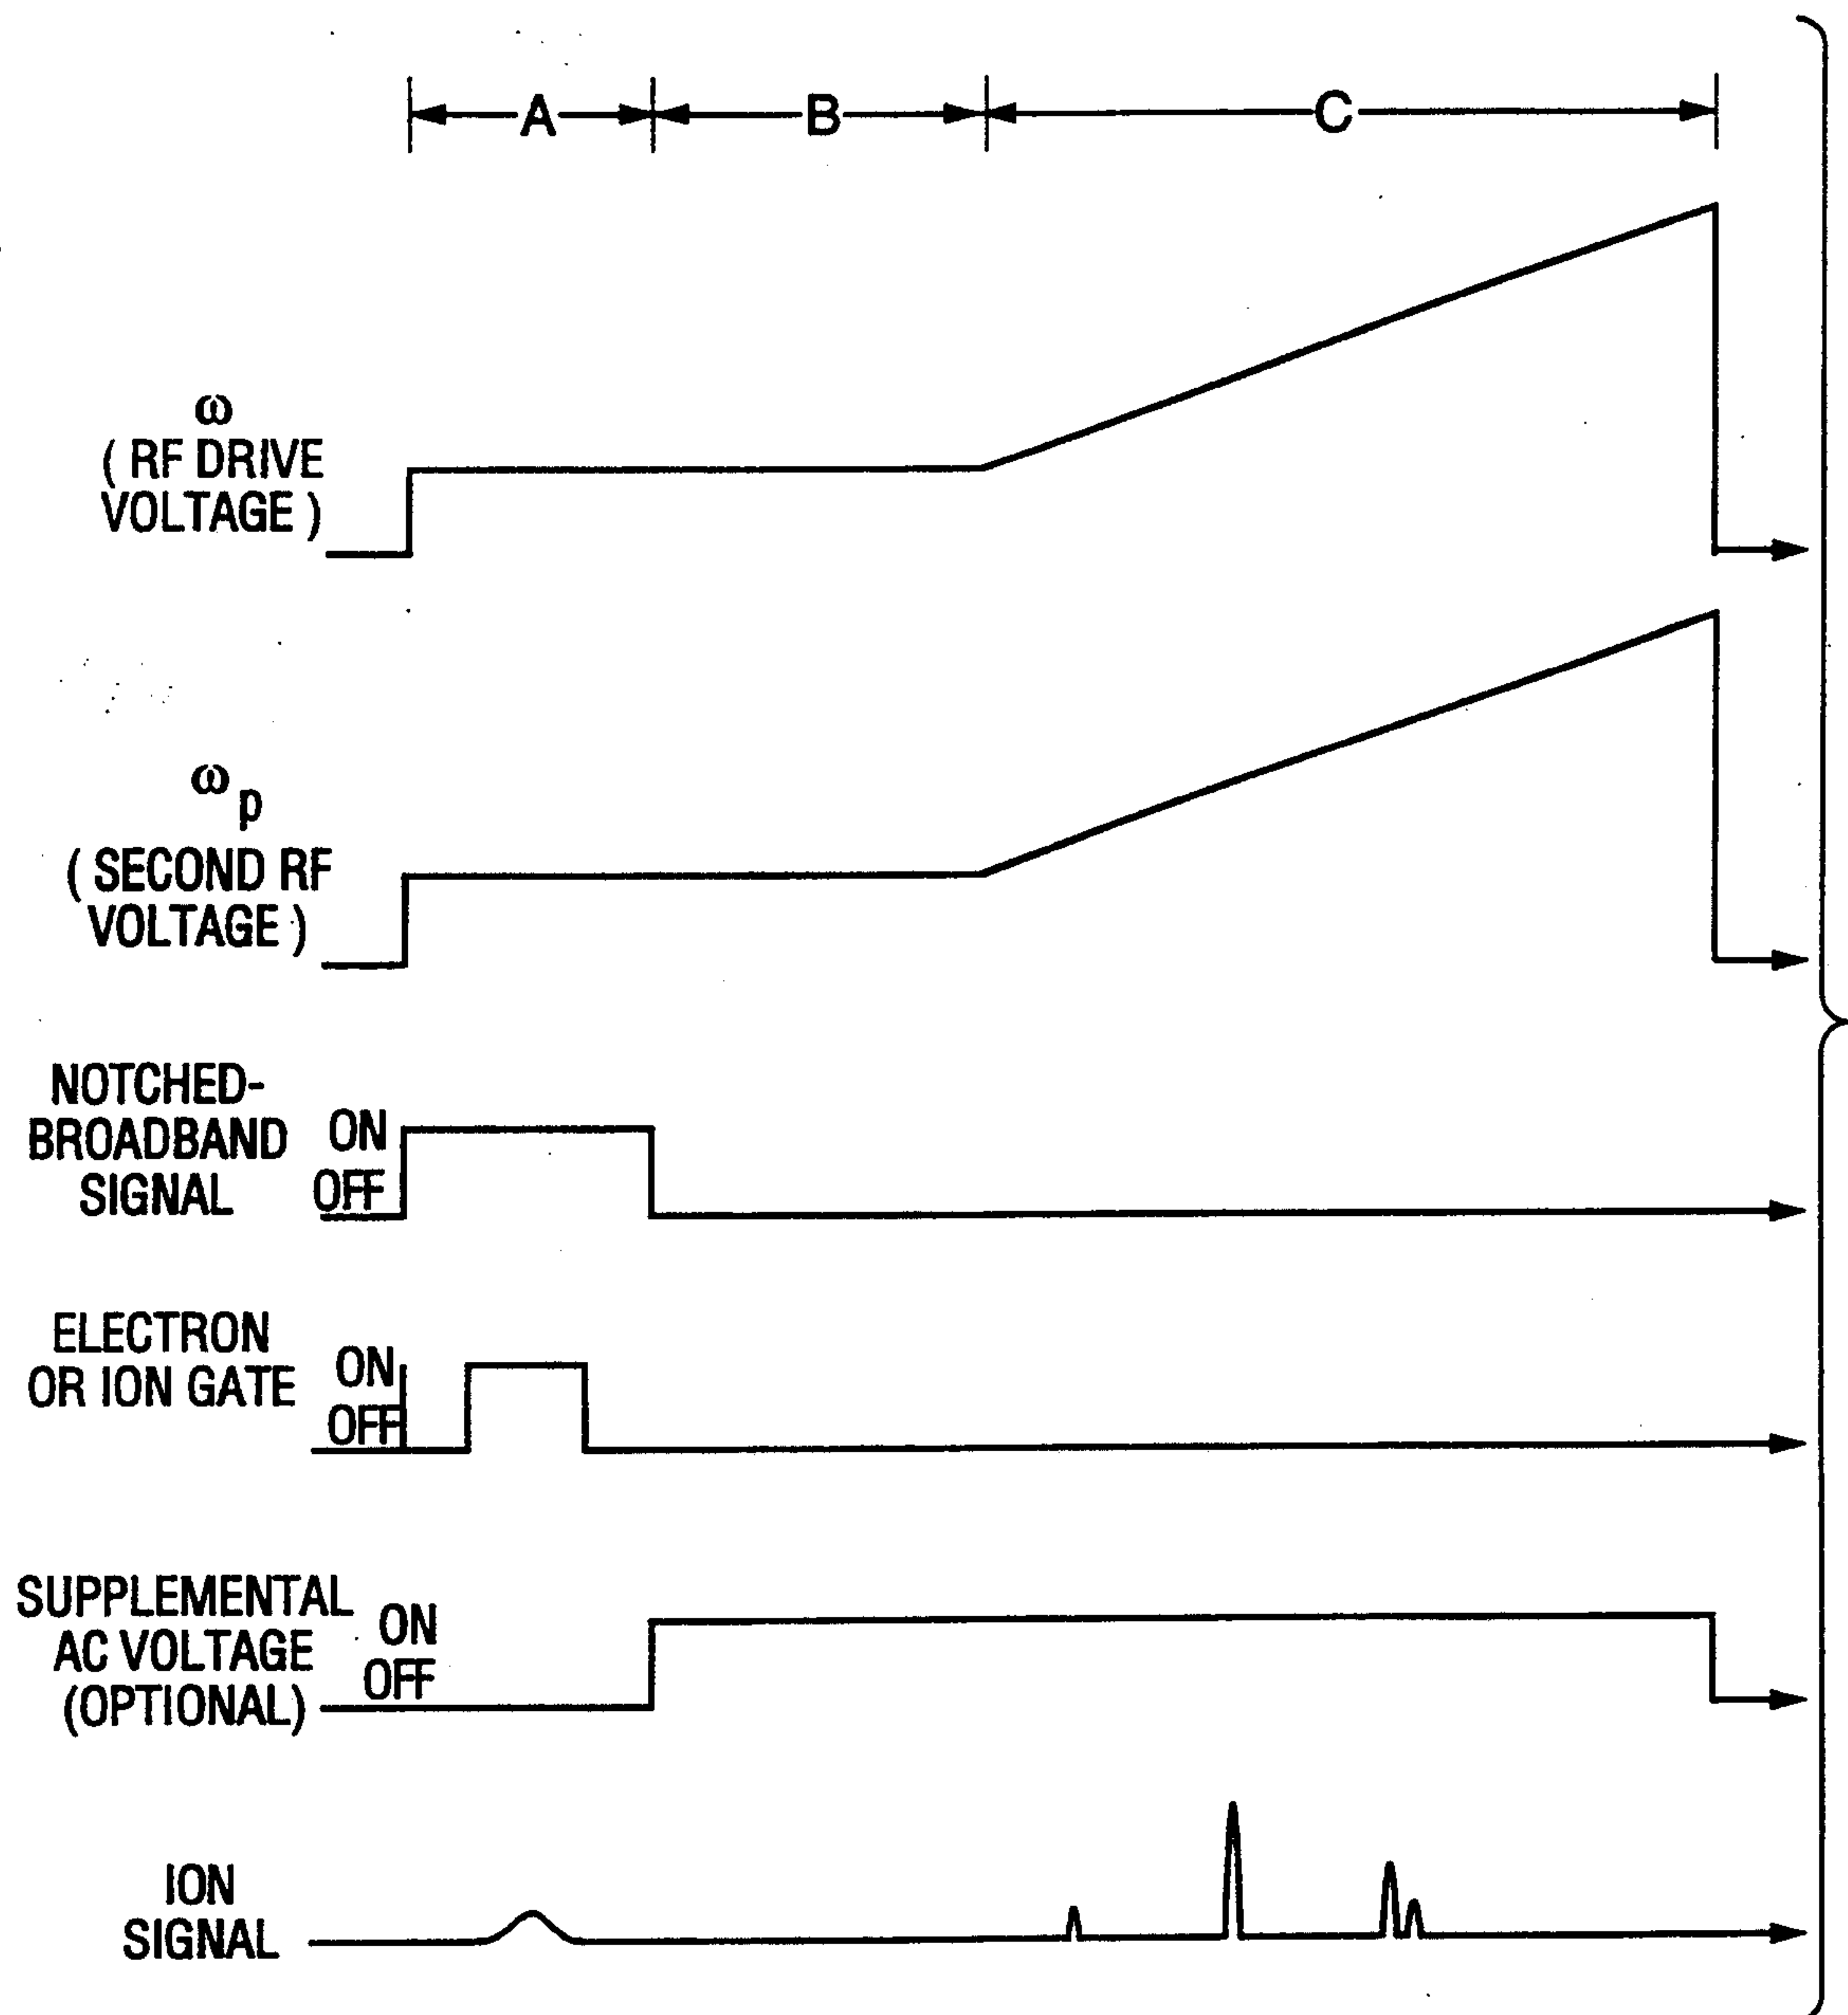 A B C
ω
( RF DRIVE
VOLTAGE )
ω p
( SECOND RF
VOLTAGE )
NOTCHED-
BROADBAND
SIGNAL
ON
OFF
ELECTRON
OR ION GATE
ON
OFF
SUPPLEMENTAL
AC VOLTAGE
(OPTIONAL)
ON
OFF
ION
SIGNAL